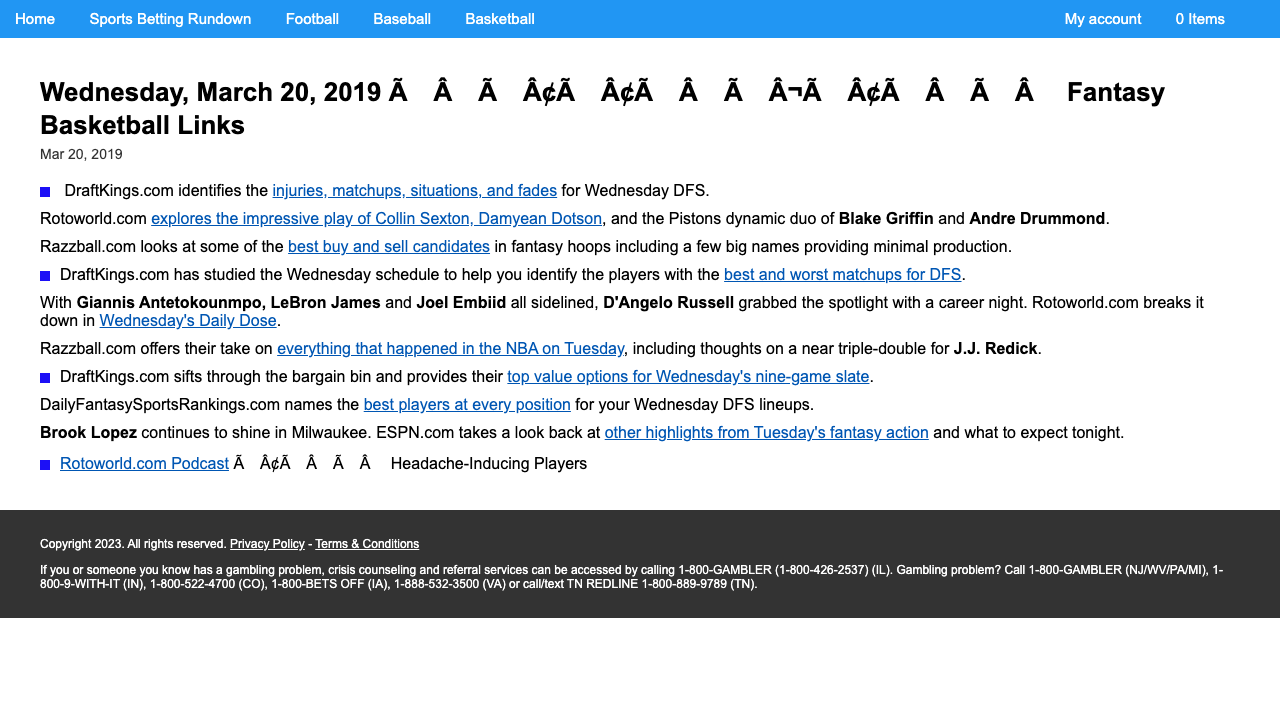 Home Sports Betting Rundown Football Baseball Basketball My account 0 Items
Wednesday, March 20, 2019 Ã Â Ã Â¢Ã Â¢Ã Â Ã Â¬Ã Â¢Ã Â Ã Â Fantasy
Basketball Links
Mar 20, 2019
DraftKings.com identifies the injuries, matchups, situations, and fades for Wednesday DFS.
Rotoworld.com explores the impressive play of Collin Sexton, Damyean Dotson, and the Pistons dynamic duo of Blake Griffin and Andre Drummond.
Razzball.com looks at some of the best buy and sell candidates in fantasy hoops including a few big names providing minimal production.
DraftKings.com has studied the Wednesday schedule to help you identify the players with the best and worst matchups for DFS.
With Giannis Antetokounmpo, LeBron James and Joel Embiid all sidelined, D'Angelo Russell grabbed the spotlight with a career night. Rotoworld.com breaks it
down in Wednesday's Daily Dose.
Razzball.com offers their take on everything that happened in the NBA on Tuesday, including thoughts on a near triple-double for J.J. Redick.
DraftKings.com sifts through the bargain bin and provides their top value options for Wednesday's nine-game slate.
DailyFantasySportsRankings.com names the best players at every position for your Wednesday DFS lineups.
Brook Lopez continues to shine in Milwaukee. ESPN.com takes a look back at other highlights from Tuesday's fantasy action and what to expect tonight.
Rotoworld.com Podcast Ã Â¢Ã Â Ã Â Headache-Inducing Players
Copyright 2023. All rights reserved. Privacy Policy - Terms & Conditions
If you or someone you know has a gambling problem, crisis counseling and referral services can be accessed by calling 1-800-GAMBLER (1-800-426-2537) (IL). Gambling problem? Call 1-800-GAMBLER (NJ/WV/PA/MI), 1-
800-9-WITH-IT (IN), 1-800-522-4700 (CO), 1-800-BETS OFF (IA), 1-888-532-3500 (VA) or call/text TN REDLINE 1-800-889-9789 (TN).